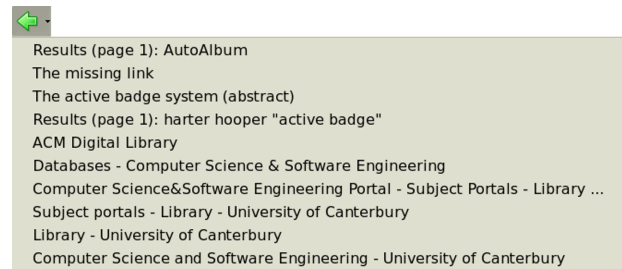 Results (page 1): AutoAlbum
The missing link
The active badge system (abstract)
Results (page 1): harter hooper "active badge"
ACM Digital Library
Databases - Computer Science & Software Engineering
Computer Science&Software Engineering Portal - Subject Portals - Library ...
Subject portals - Library - University of Canterbury
Library - University of Canterbury
Computer Science and Software Engineering - University of Canterbury